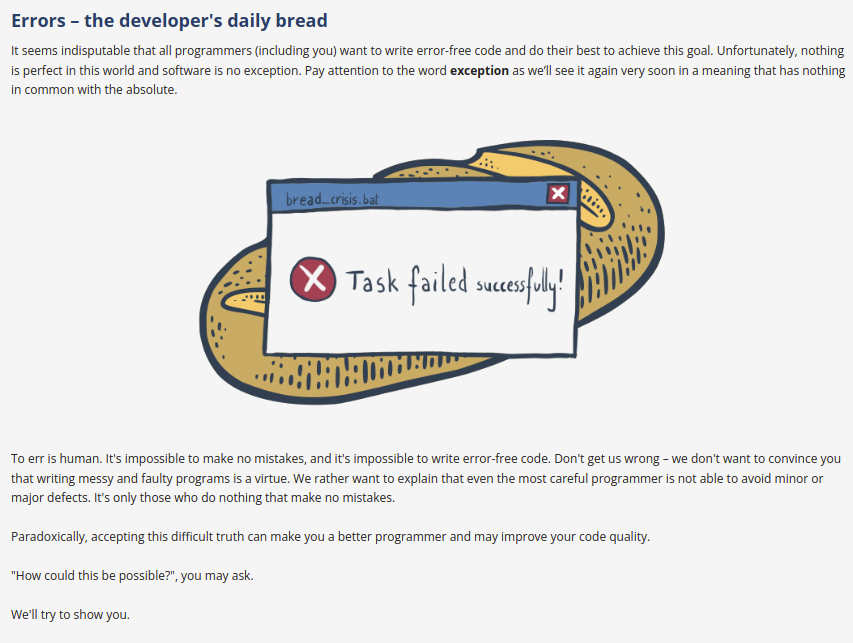 Errors – the developer's daily bread
It seems indisputable that all programmers (including you) want to write error-free code and do their best to achieve this goal. Unfortunately, nothing
is perfect in this world and software is no exception. Pay attention to the word exception as we’ll see it again very soon in a meaning that has nothing
in common with the absolute.
bread_crisis.bat
Task failed successfully!
To err is human. It's impossible to make no mistakes, and it's impossible to write error-free code. Don't get us wrong – we don't want to convince you
that writing messy and faulty programs is a virtue. We rather want to explain that even the most careful programmer is not able to avoid minor or
major defects. It's only those who do nothing that make no mistakes.
Paradoxically, accepting this difficult truth can make you a better programmer and may improve your code quality.
"How could this be possible?", you may ask.
We'll try to show you.